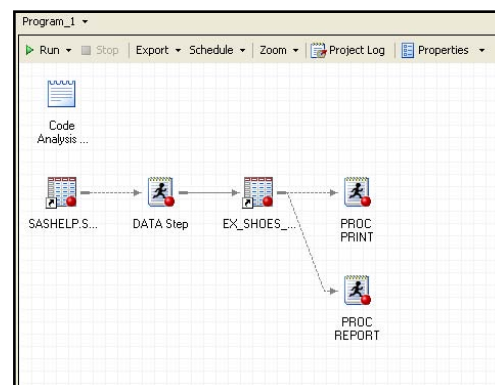 Program_1
Run Stop Export Schedule Zoom Project Log Properties
Code
Analysis ...
SASHELP.S... DATA Step EX_SHOES_... PROC
PRINT
PROC
REPORT